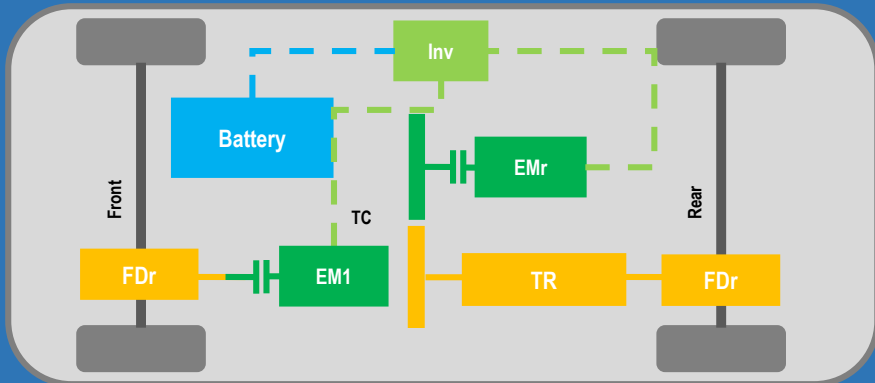 Inv
Battery
EMr
Front
TC
Rear
FDr
EM1
TR
FDr